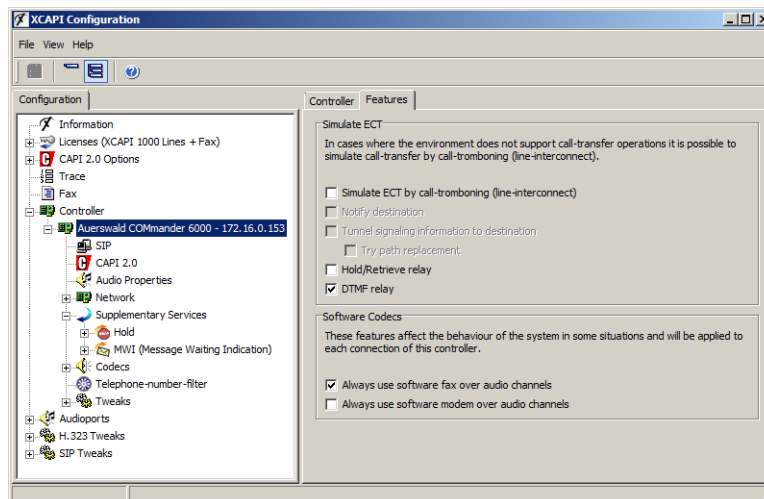 XCAPI Configuration
File View Help
Configuration
Information
Licenses (XCAPI 1000 Lines + Fax)
CAPI 2.0 Options
Trace
Fax
Controller
Auerswald COMmander 6000 - 172.16.0.153
SIP
CAPI 2.0
Audio Properties
Network
Supplementary Services
Hold
MWI (Message Waiting Indication)
Codecs
Telephone-number-filter
Tweaks
Audioports
H.323 Tweaks
SIP Tweaks
Controller Features
Simulate ECT
In cases where the environment does not support call-transfer operations it is possible to
simulate call-transfer by call-tromboning (line-interconnect).
Simulate ECT by call-tromboning (line-interconnect)
Notify destination
Tunnel signaling information to destination
Try path replacement
Hold/Retrieve relay
DTMF relay
Software Codecs
These features affect the behaviour of the system in some situations and will be applied to
each connection of this controller.
Always use software fax over audio channels
Always use software modem over audio channels